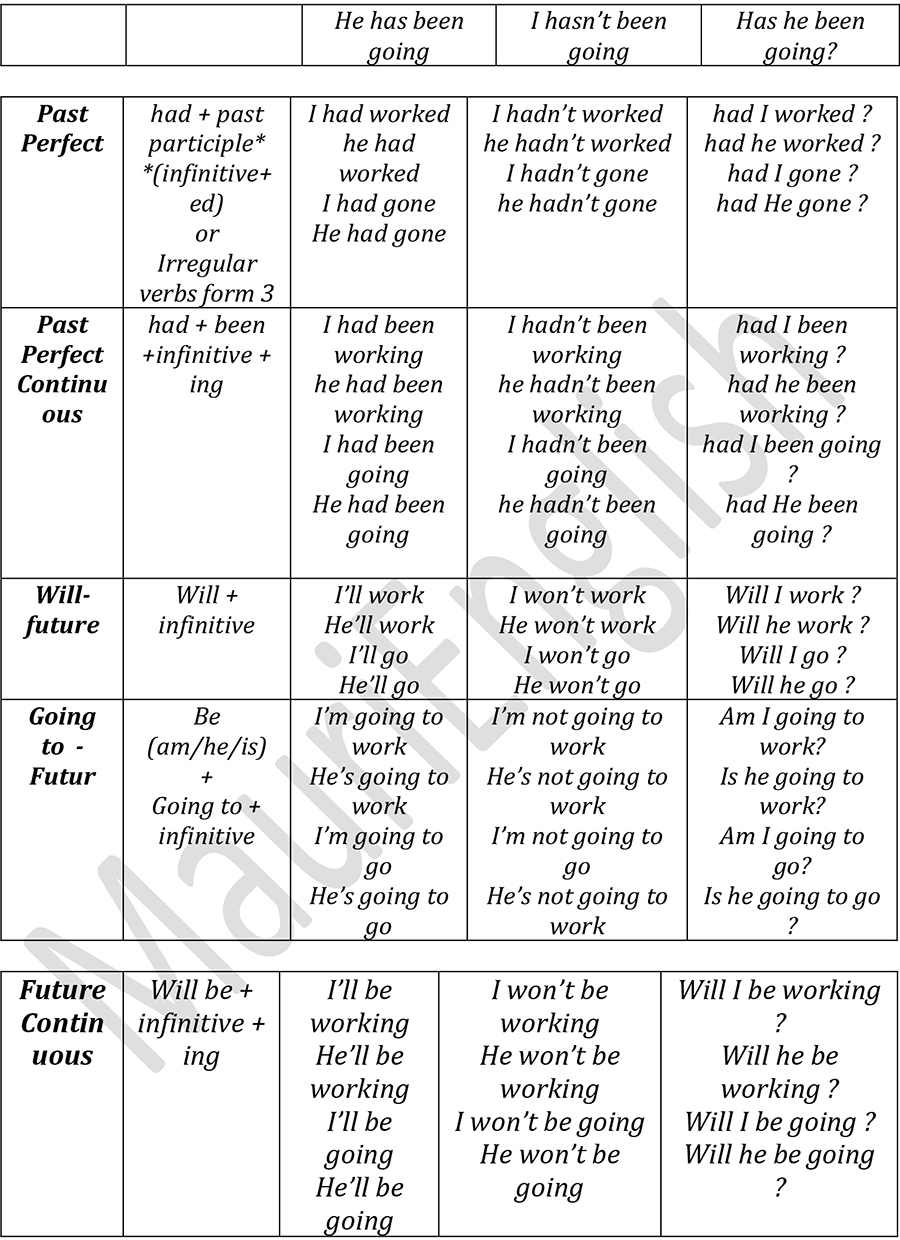 He has been
going
I hasn't been
going
Has he been
going?
Past
Perfect
had + past
participle*
*(infinitive+
ed)
or
Irregular
verbs form 3
I had worked
he had
worked
I had gone
He had gone
I hadn't worked
he hadn't worked
I hadn't gone
he hadn't gone
had I worked ?
had he worked ?
had I gone ?
had He gone ?
Past
Perfect
Continu
ous
had + been
+infinitive +
ing
I had been
working
he had been
working
I had been
going
He had been
going
I hadn't been
working
he hadn't been
working
I hadn't been
going
he hadn't been
going
had I been
working ?
had he been
working ?
had I been going
?
had He been
going ?
Will-
future
Will +
infinitive
I'll work
He'll work
I'll go
He'll go
I won't work
He won't work
I won't go
He won't go
Will I work ?
Will he work ?
Will I go ?
Will he go ?
Going
to -
Futur
Be
(am/he/is)
+
Going to +
infinitive
I'm going to
work
He's going to
work
I'm going to
go
He's going to
go
I'm not going to
work
He's not going to
work
I'm not going to
go
He's not going to
work
Am I going to
work?
Is he going to
work?
Am I going to
go?
Is he going to go
?
Future
Contin
uous
Will be +
infinitive +
ing
I'll be
working
He'll be
working
I'll be
going
He'll be
going
I won't be
working
He won't be
working
I won't be going
He won't be
going
Will I be working
?
Will he be
working ?
Will I be going ?
Will he be going
?
MauriEnglish